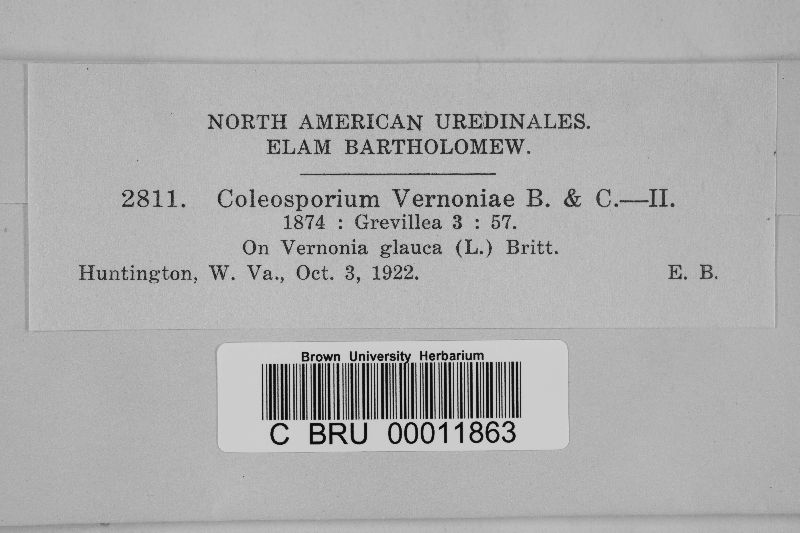 NORTH AMERICAN UREDINALES.
ELAM BARTHOLOMEW.
2811. Coleosporium Vernoniae B. & C.—II.
1874 : Grevillea 3 : 57.
On Vernonia glauca (L.) Britt.
Huntington, W. Va., Oct. 3, 1922. E. B.
Brown University Herbarium
C BRU 00011863